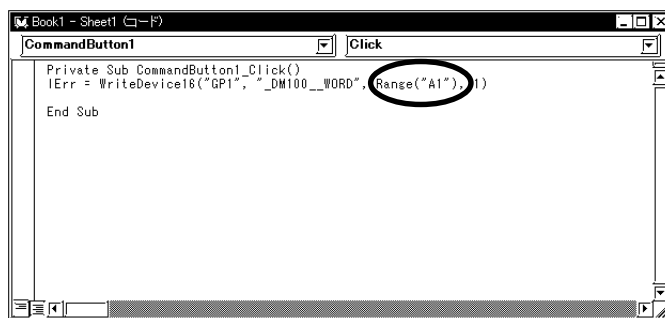 Book1 - Sheet1 (コード)
CommandButton1 Click
Private Sub CommandButton1_Click()
lErr = WriteDevice16("GP1", "_DM100__WORD", Range("A1"), 1)
End Sub